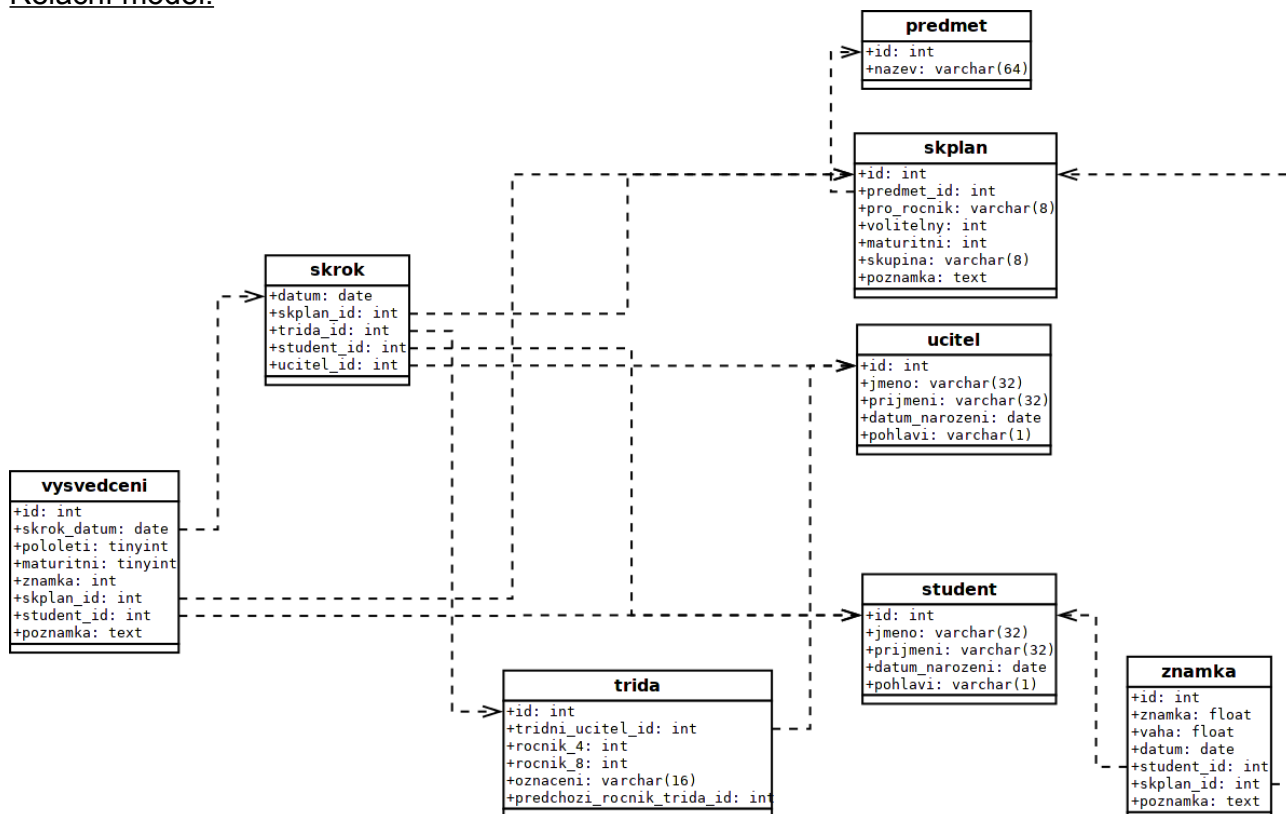 Relační model:
predmet
+id: int
+nazev: varchar(64)
skplan
+id: int
+predmet_id: int
+pro_rocnik: varchar(8)
+volitelny: int
+maturitni: int
+skupina: varchar(8)
+poznamka: text
skrok
+datum: date
+skplan_id: int
+trida_id: int
+student_id: int
+ucitel_id: int
ucitel
+id: int
+jmeno: varchar(32)
+prijmeni: varchar(32)
+datum_narozeni: date
+pohlavi: varchar(1)
vysvedceni
+id: int
+skrok_datum: date
+pololeti: tinyint
+maturitni: tinyint
+znamka: int
+skplan_id: int
+student_id: int
+poznamka: text
student
+id: int
+jmeno: varchar(32)
+prijmeni: varchar(32)
+datum_narozeni: date
+pohlavi: varchar(1)
trida
+id: int
+tridni_ucitel_id: int
+rocnik_4: int
+rocnik_8: int
+oznaceni: varchar(16)
+predchozi_rocnik_trida_id: int
znamka
+id: int
+znamka: float
+vaha: float
+datum: date
+student_id: int
+skplan_id: int
+poznamka: text